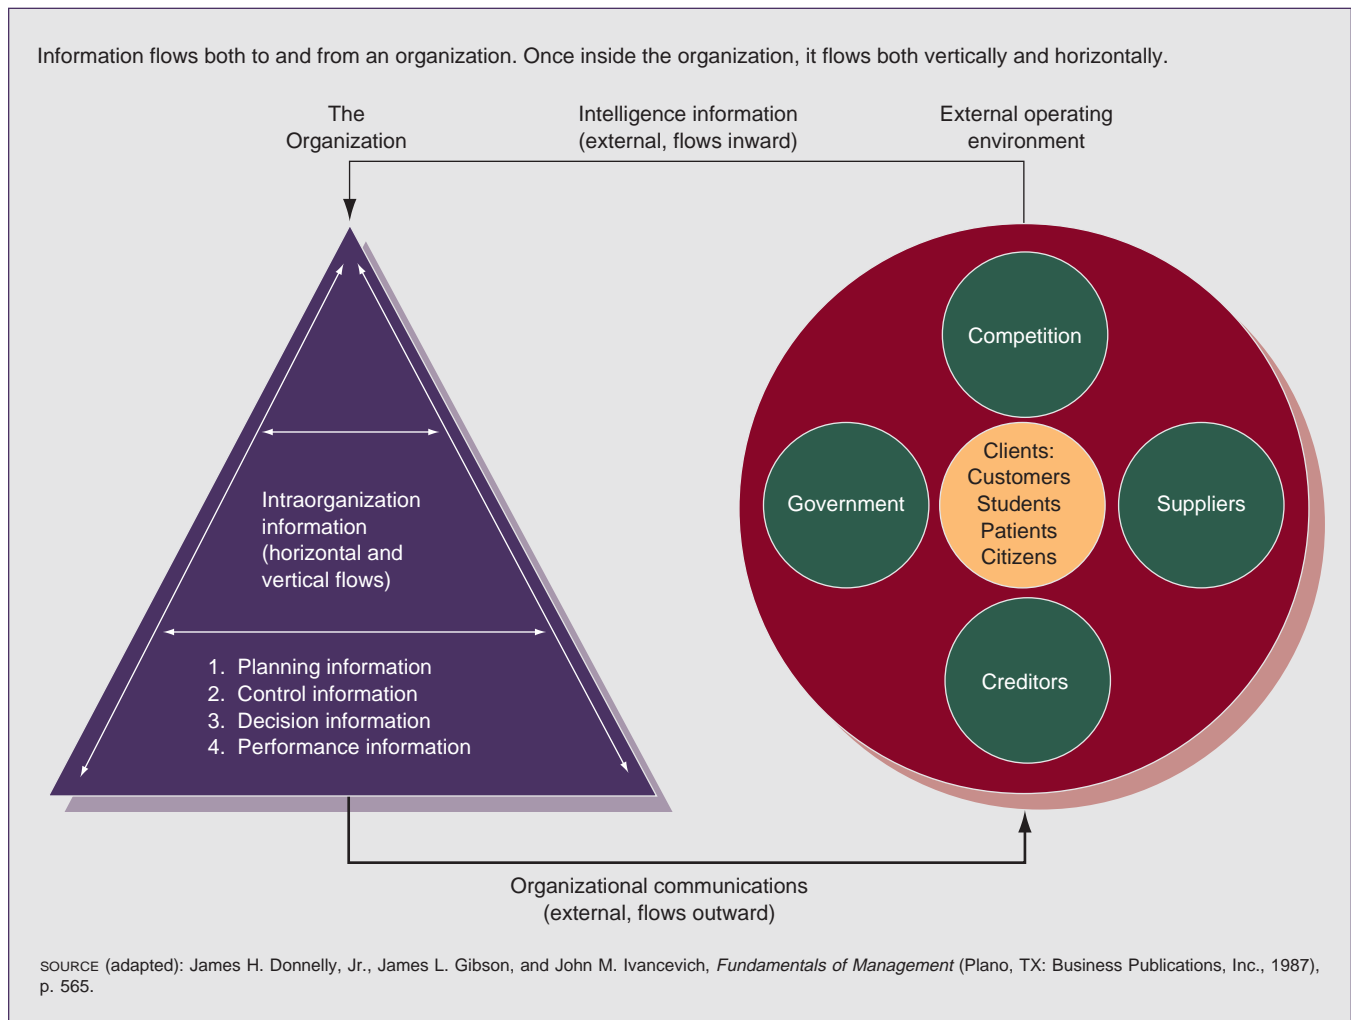 Information flows both to and from an organization. Once inside the organization, it flows both vertically and horizontally.
The
Organization
Intelligence information
(external, flows inward)
External operating
environment
Intraorganization
information
(horizontal and
vertical flows)
1. Planning information
2. Control information
3. Decision information
4. Performance information
Competition
Government
Clients:
Customers
Students
Patients
Citizens
Suppliers
Creditors
Organizational communications
(external, flows outward)
SOURCE (adapted): James H. Donnelly, Jr., James L. Gibson, and John M. Ivancevich, Fundamentals of Management (Plano, TX: Business Publications, Inc., 1987),
p. 565.